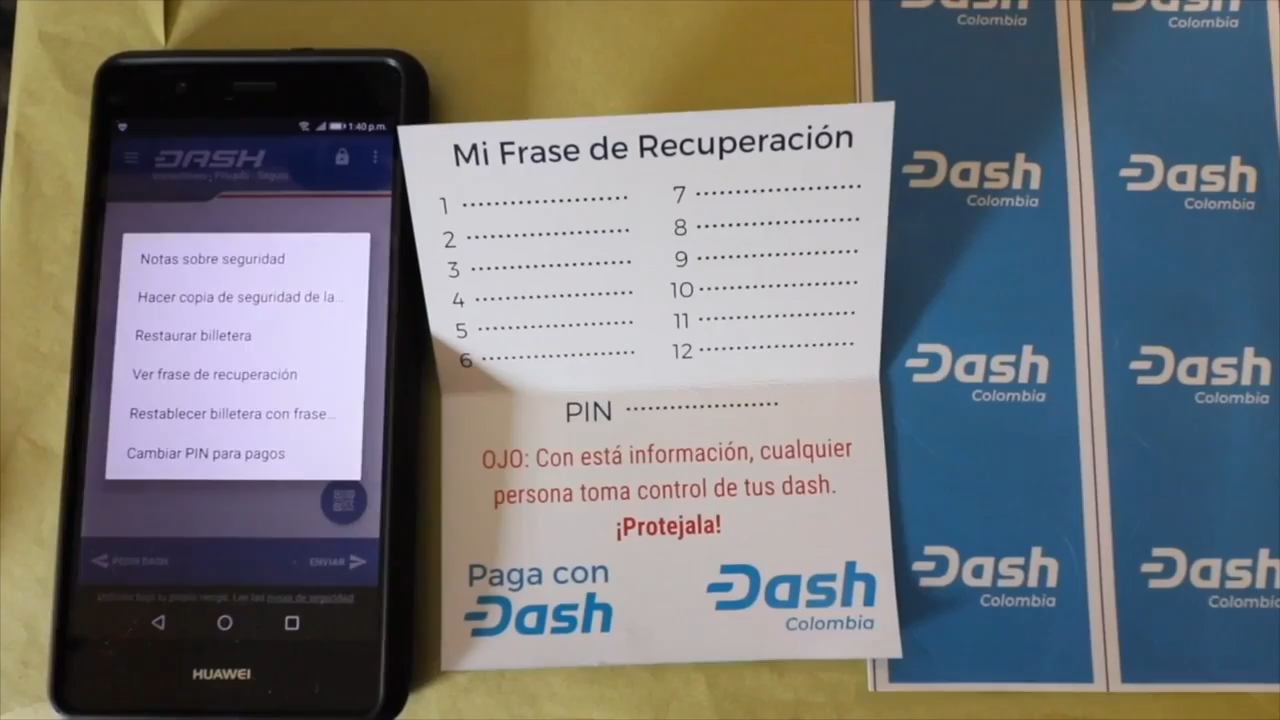 1:40 p.m.
DASH
Notas sobre seguridad
Hacer copia de seguridad de la...
Restaurar billetera
Ver frase de recuperación
Restablecer billetera con frase...
Cambiar PIN para pagos
PEDIR DASH
ENVIAR
HUAWEI
Mi Frase de Recuperación
1 ........................
2 ........................
3 ........................
4 ........................
5 ........................
6 ........................
7 ........................
8 ........................
9 ........................
10 ........................
11 ........................
12 ........................
PIN ........................
OJO: Con está información, cualquier
persona toma control de tus dash.
¡Protejala!
Paga con
Dash
Dash
Colombia
Dash
Colombia
Dash
Colombia
Dash
Colombia
Dash
Colombia
Dash
Colombia
Dash
Colombia
Dash
Colombia
Dash
Colombia